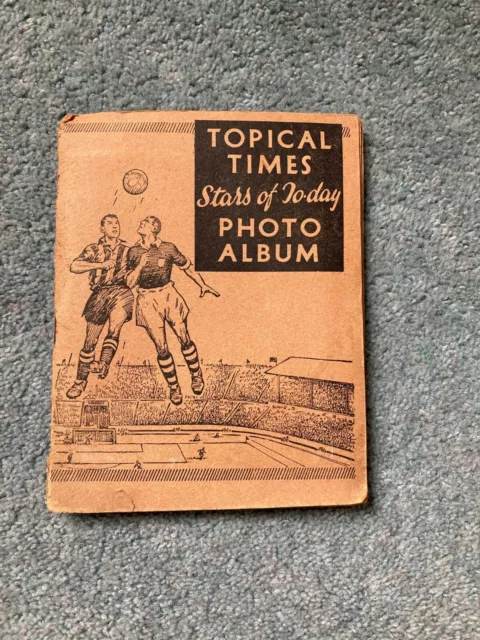 TOPICAL
TIMES
Stars of To-day
PHOTO
ALBUM